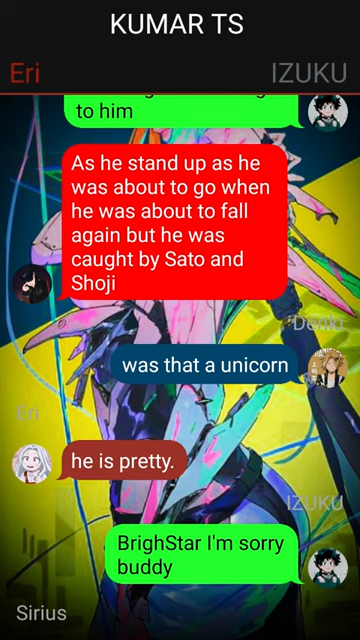 KUMAR TS
Eri
IZUKU
to him
As he stand up as he
was about to go when
he was about to fall
again but he was
caught by Sato and
Shoji
Denki
was that a unicorn
Eri
he is pretty.
IZUKU
BrighStar I'm sorry
buddy
Sirius